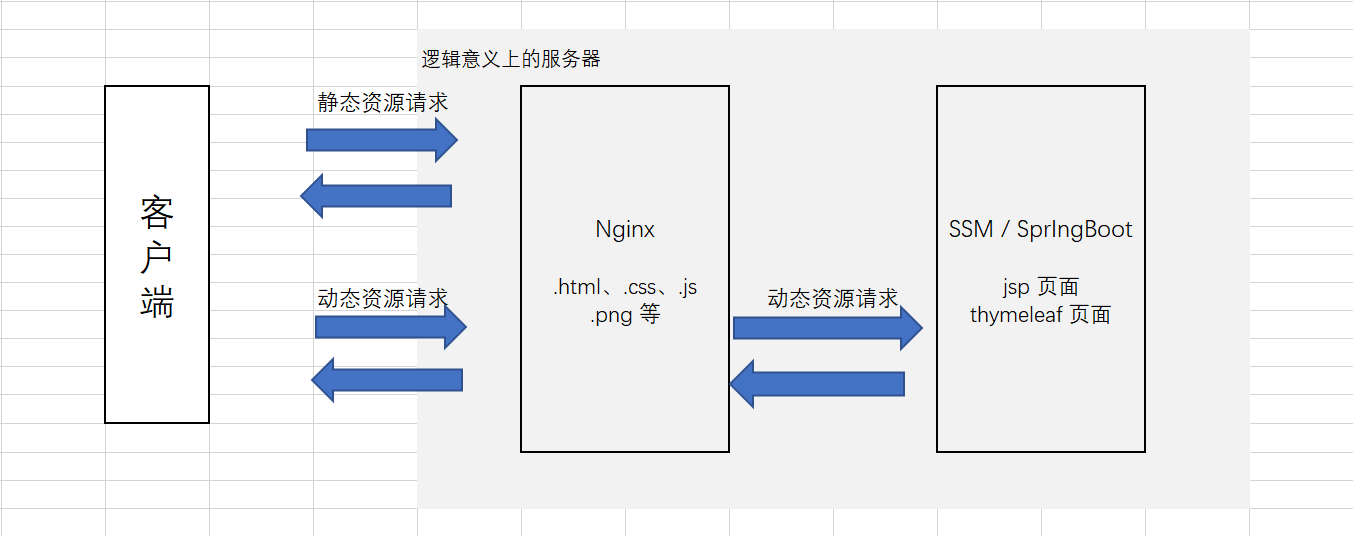 逻辑意义上的服务器
静态资源请求
客
户
端
动态资源请求
Nginx
.html、.css、.js
.png 等
动态资源请求
SSM / SprIngBoot
jsp 页面
thymeleaf 页面